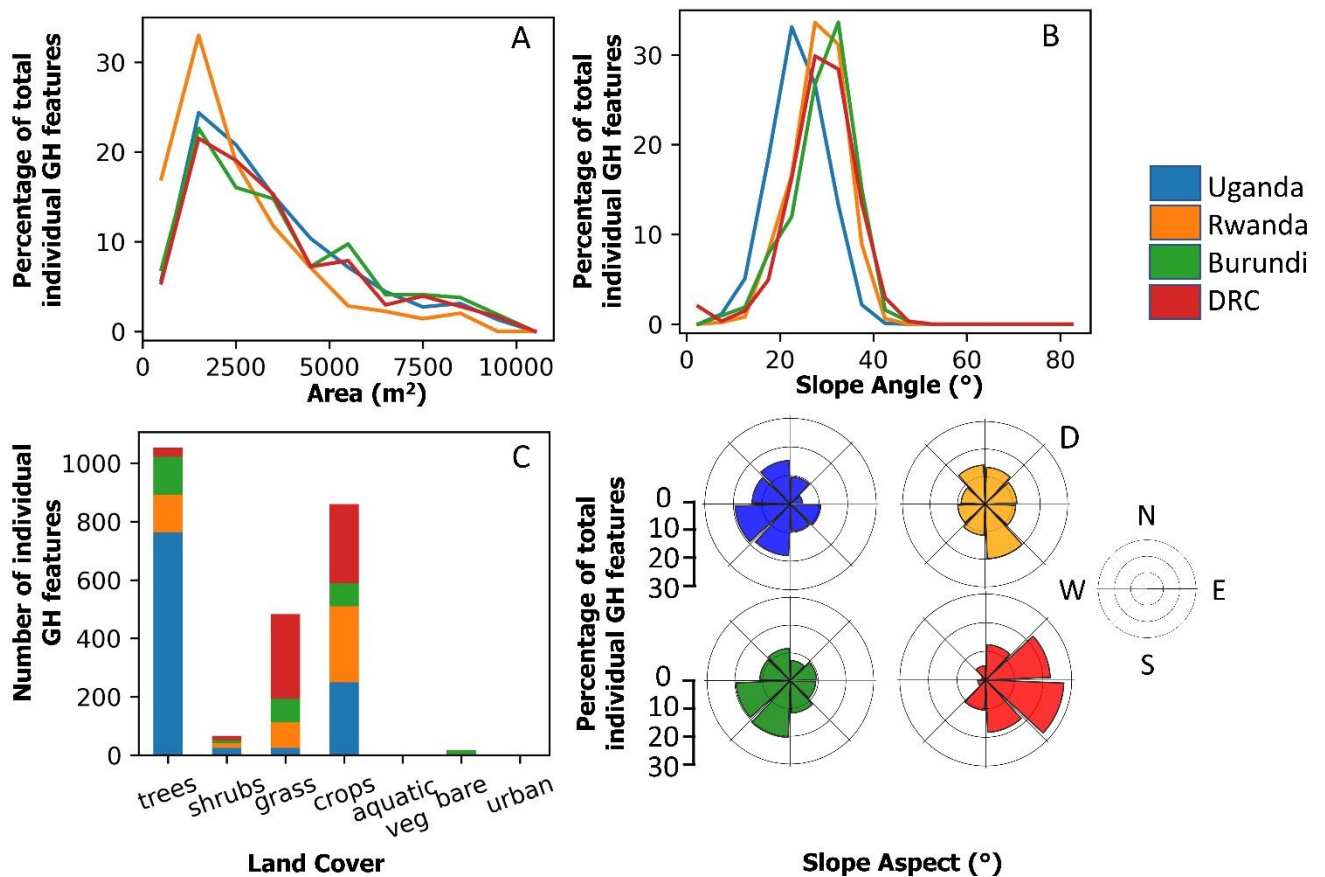 Percentage of total
individual GH features
30
20
10
0
A
0 2500 5000 7500 10000
Area (m²)
Percentage of total
individual GH features
30
20
10
0
B
0 20 40 60 80
Slope Angle (°)
Uganda
Rwanda
Burundi
DRC
Number of individual
GH features
1000
800
600
400
200
0
C
trees shrubs grass crops aquatic veg bare urban
Land Cover
Percentage of total
individual GH features
0
10
20
30
0
10
20
30
D
N
W E
S
Slope Aspect (°)